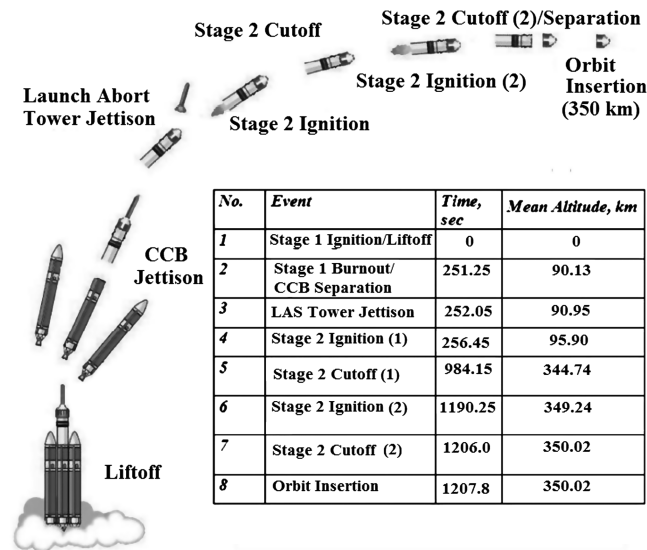 Stage 2 Cutoff (2)/Separation
Stage 2 Cutoff
Orbit
Insertion
(350 km)
Stage 2 Ignition (2)
Launch Abort
Tower Jettison
Stage 2 Ignition
CCB
Jettison
Liftoff
No. Event Time, sec Mean Altitude, km
1 Stage 1 Ignition/Liftoff 0 0
2 Stage 1 Burnout/ CCB Separation 251.25 90.13
3 LAS Tower Jettison 252.05 90.95
4 Stage 2 Ignition (1) 256.45 95.90
5 Stage 2 Cutoff (1) 984.15 344.74
6 Stage 2 Ignition (2) 1190.25 349.24
7 Stage 2 Cutoff (2) 1206.0 350.02
8 Orbit Insertion 1207.8 350.02